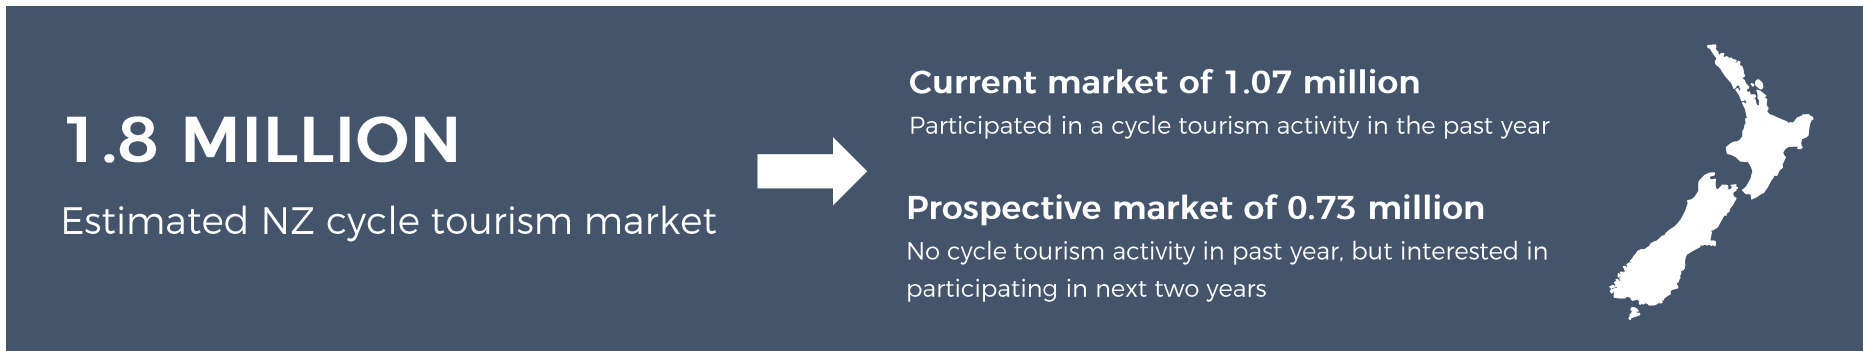 1.8 MILLION
Estimated NZ cycle tourism market
Current market of 1.07 million
Participated in a cycle tourism activity in the past year
Prospective market of 0.73 million
No cycle tourism activity in past year, but interested in
participating in next two years